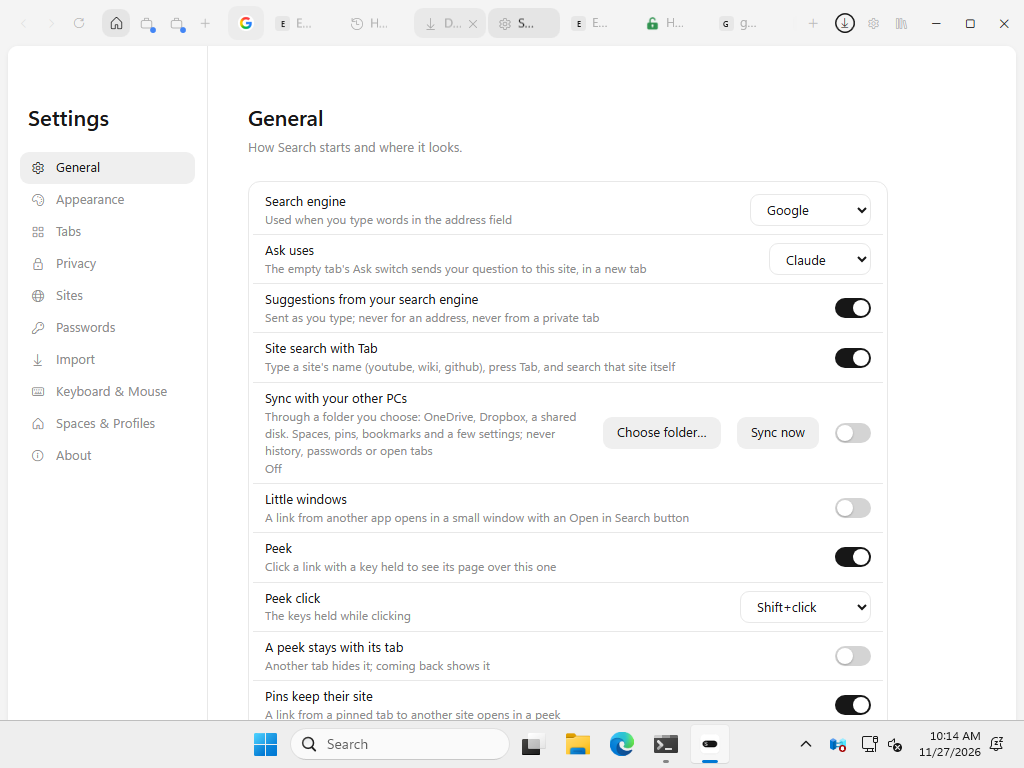 E E...
H...
D...
S...
E E...
H...
G g...
Settings
General
Appearance
Tabs
Privacy
Sites
Passwords
Import
Keyboard & Mouse
Spaces & Profiles
About
General
How Search starts and where it looks.
Search engine
Used when you type words in the address field
Google
Ask uses
The empty tab's Ask switch sends your question to this site, in a new tab
Claude
Suggestions from your search engine
Sent as you type; never for an address, never from a private tab
Site search with Tab
Type a site's name (youtube, wiki, github), press Tab, and search that site itself
Sync with your other PCs
Through a folder you choose: OneDrive, Dropbox, a shared
disk. Spaces, pins, bookmarks and a few settings; never
history, passwords or open tabs
Off
Choose folder...
Sync now
Little windows
A link from another app opens in a small window with an Open in Search button
Peek
Click a link with a key held to see its page over this one
Peek click
The keys held while clicking
Shift+click
A peek stays with its tab
Another tab hides it; coming back shows it
Pins keep their site
A link from a pinned tab to another site opens in a peek
Search
10:14 AM
11/27/2026